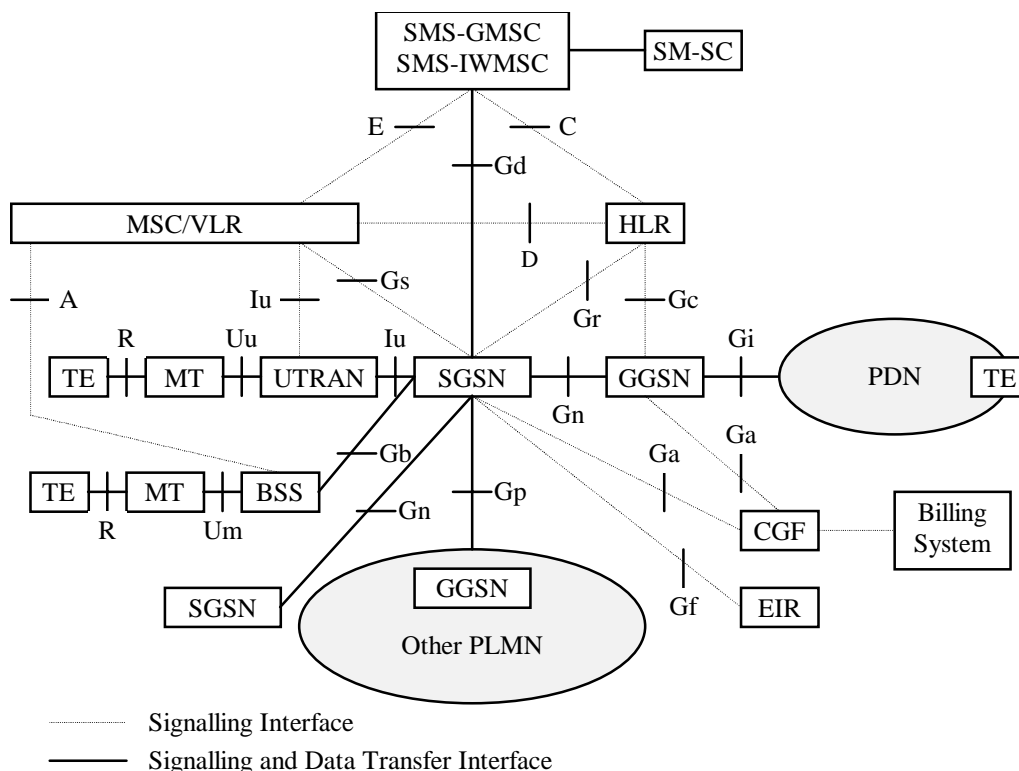 SMS-GMSC
SMS-IWMSC
SM-SC
E
C
Gd
MSC/VLR
HLR
D
A
Iu
Gs
Gr
Gc
R
Uu
Iu
Gi
TE
MT
UTRAN
SGSN
GGSN
PDN
TE
Gn
Gb
Ga
Ga
TE
MT
BSS
Gp
R
Um
Gn
CGF
Billing
System
SGSN
GGSN
Gf
EIR
Other PLMN
Signalling Interface
Signalling and Data Transfer Interface